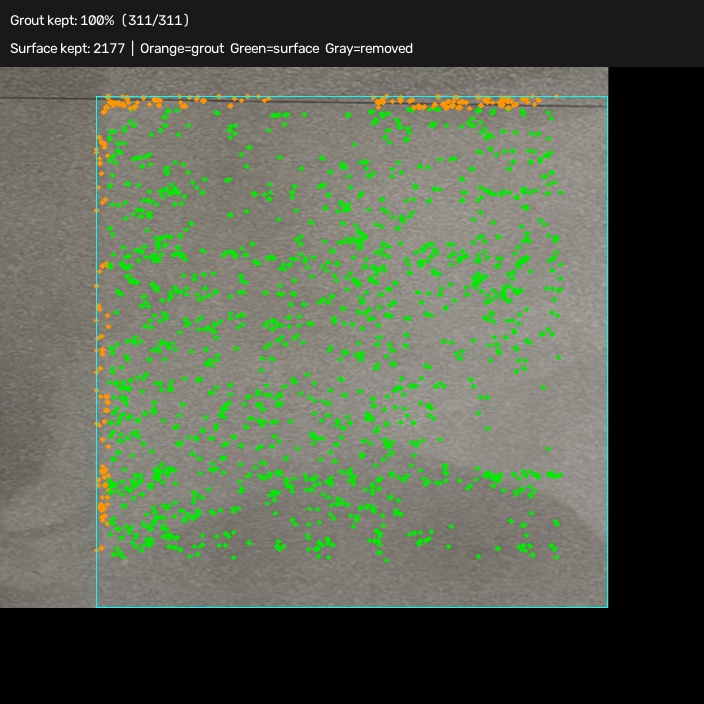 Grout kept: 100% (311/311)
Surface kept: 2177 | Orange=grout Green=surface Gray=removed